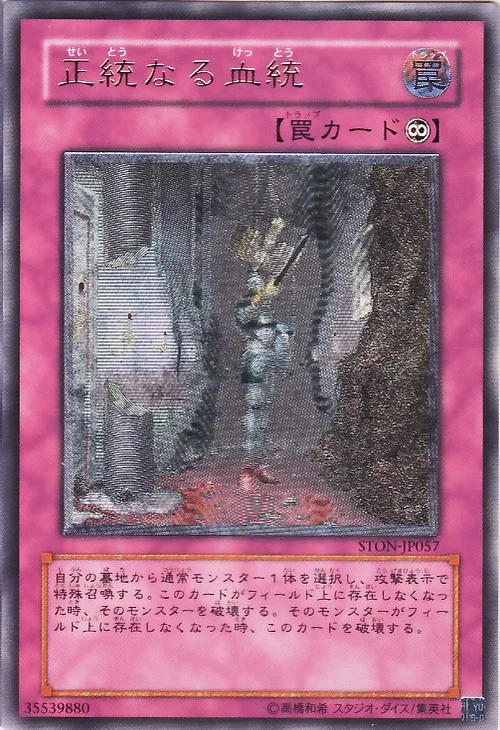 正統なる血統
罠
【罠カード】
STON-JP057
自分の墓地から通常モンスター1体を選択し、攻撃表示で
特殊召喚する。このカードがフィールド上に存在しなくなっ
た時、そのモンスターを破壊する。そのモンスターがフィー
ルド上に存在しなくなった時、このカードを破壊する。
35539880
©高橋和希 スタジオ・ダイス/集英社